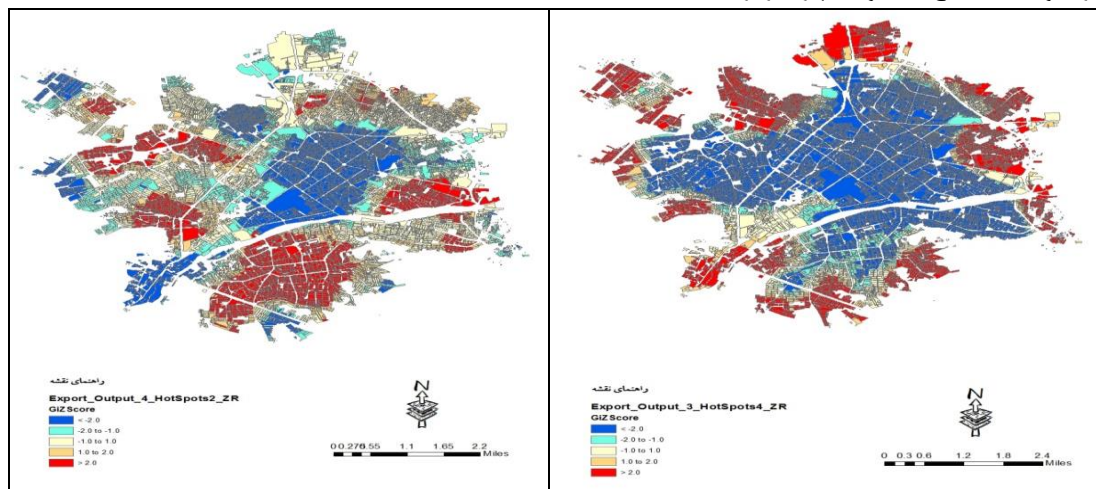 راهنمای نقشه
Export_Output_4_HotSpots2_ZR
GiZScore
< -2.0
-2.0 to -1.0
-1.0 to 1.0
1.0 to 2.0
> 2.0
N
0 0.275 0.55 1.1 1.65 2.2
Miles
راهنمای نقشه
Export_Output_3_HotSpots4_ZR
GiZScore
< -2.0
-2.0 to -1.0
-1.0 to 1.0
1.0 to 2.0
> 2.0
N
0 0.3 0.6 1.2 1.8 2.4
Miles